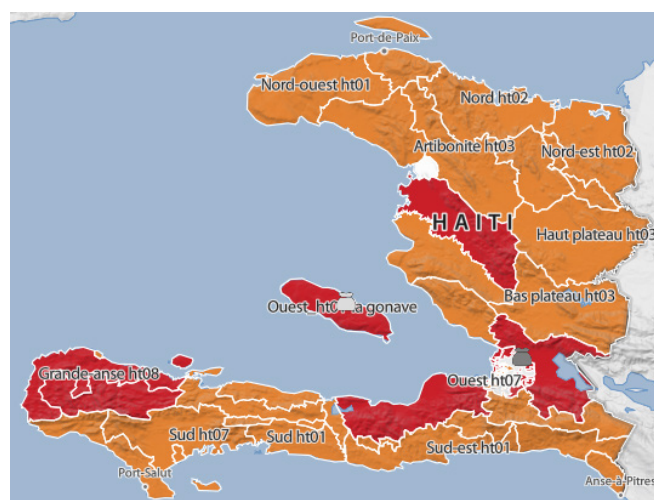 Port-de-Paix
Nord-ouest ht01
Nord ht02
Artibonite ht03
Nord-est ht02
HAITI
Haut plateau ht03
Bas plateau ht03
la gonave
Grande-anse ht08
Ouest ht07
Sud ht07
Sud ht01
Sud-est ht01
Port-Salut
Anse-à-Pitres